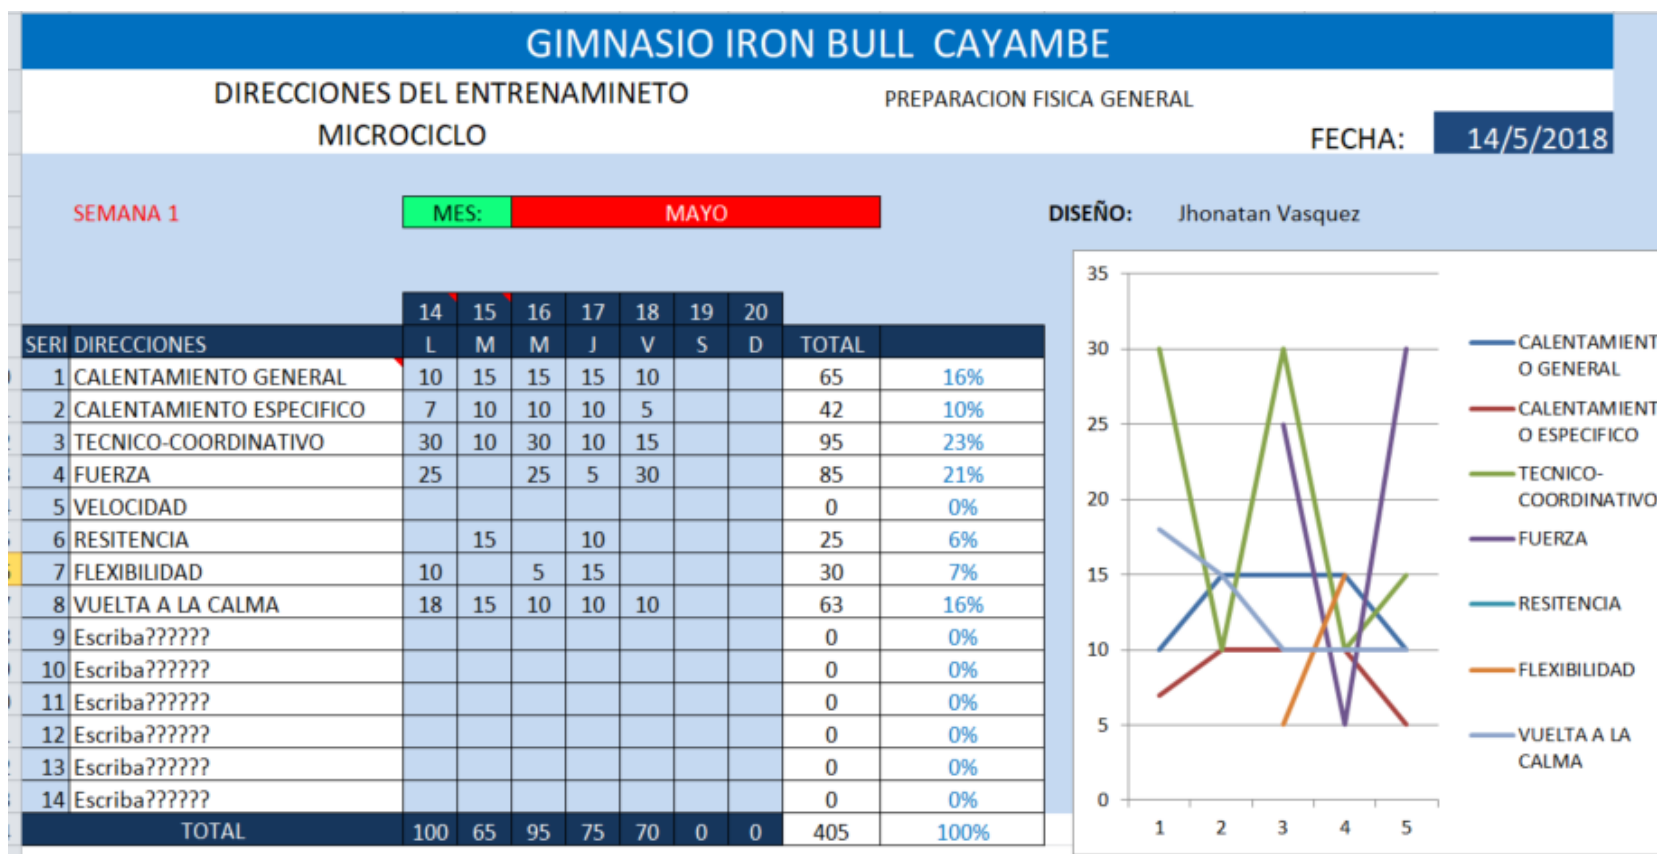 GIMNASIO IRON BULL CAYAMBE
DIRECCIONES DEL ENTRENAMINETO
PREPARACION FISICA GENERAL
MICROCICLO
FECHA: 14/5/2018
SEMANA 1 MES: MAYO DISEÑO: Jhonatan Vasquez
14 15 16 17 18 19 20
SERI DIRECCIONES L M M J V S D TOTAL
1 CALENTAMIENTO GENERAL 10 15 15 15 10 65 16%
2 CALENTAMIENTO ESPECIFICO 7 10 10 10 5 42 10%
3 TECNICO-COORDINATIVO 30 10 30 10 15 95 23%
4 FUERZA 25 25 5 30 85 21%
5 VELOCIDAD 0 0%
6 RESITENCIA 15 10 25 6%
7 FLEXIBILIDAD 10 5 15 30 7%
8 VUELTA A LA CALMA 18 15 10 10 10 63 16%
9 Escriba?????? 0 0%
10 Escriba?????? 0 0%
11 Escriba?????? 0 0%
12 Escriba?????? 0 0%
13 Escriba?????? 0 0%
14 Escriba?????? 0 0%
TOTAL 100 65 95 75 70 0 0 405 100%
35
30
25
20
15
10
5
0
1 2 3 4 5
CALENTAMIENT
O GENERAL
CALENTAMIENT
O ESPECIFICO
TECNICO-
COORDINATIVO
FUERZA
RESITENCIA
FLEXIBILIDAD
VUELTA A LA
CALMA